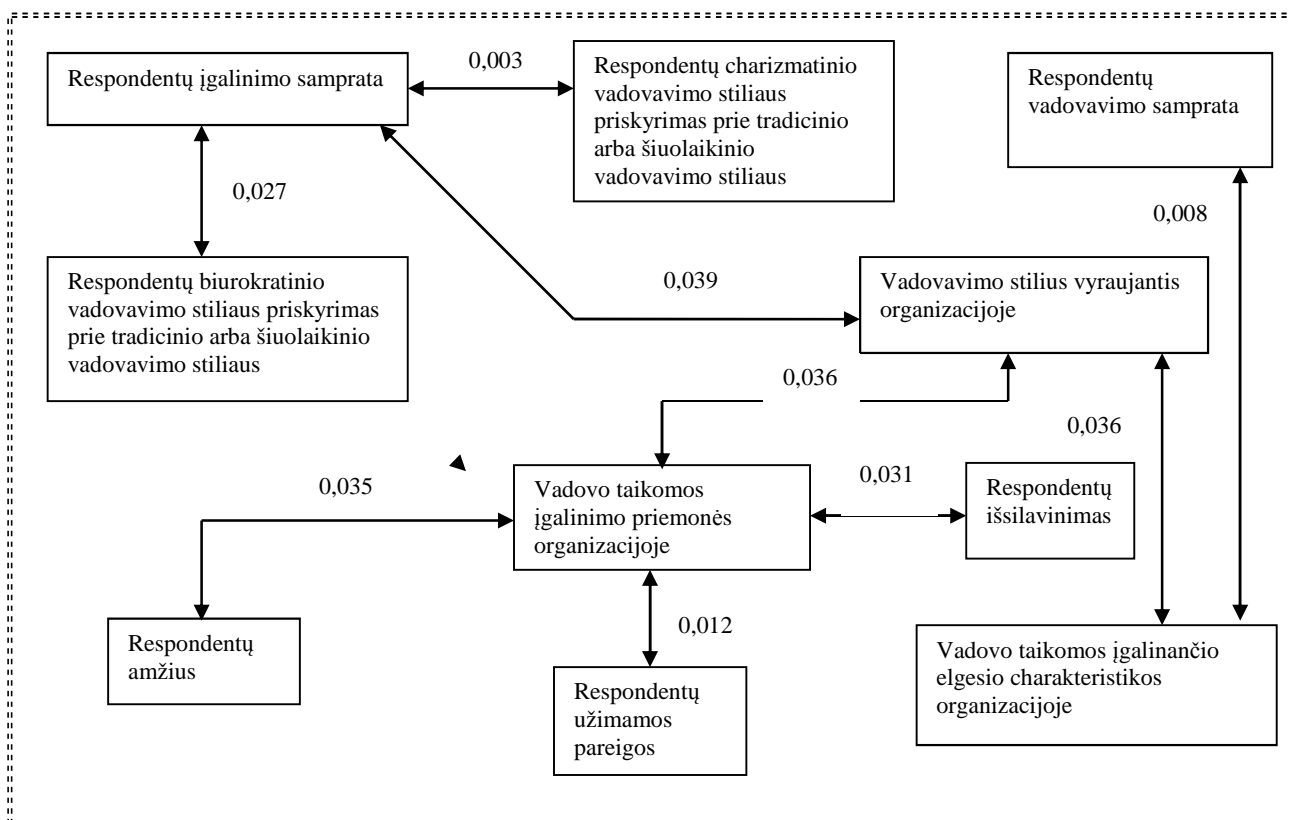 Respondentų įgalinimo samprata
0,003
Respondentų charizmatinio
vadovavimo stiliaus
priskyrimas prie tradicinio
arba šiuolaikinio
vadovavimo stiliaus
Respondentų
vadovavimo samprata
0,027
0,008
Respondentų biurokratinio
vadovavimo stiliaus priskyrimas
prie tradicinio arba šiuolaikinio
vadovavimo stiliaus
0,039
Vadovavimo stilius vyraujantis
organizacijoje
0,036
0,036
0,035
Vadovo taikomos
įgalinimo priemonės
organizacijoje
0,031
Respondentų
išsilavinimas
Respondentų
amžius
0,012
Respondentų
užimamos
pareigos
Vadovo taikomos įgalinančio
elgesio charakteristikos
organizacijoje